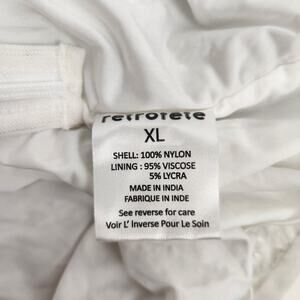 retrofete
XL
SHELL: 100% NYLON
LINING : 95% VISCOSE
5% LYCRA
MADE IN INDIA
FABRIQUE EN INDE
See reverse for care
Voir L' Inverse Pour Le Soin